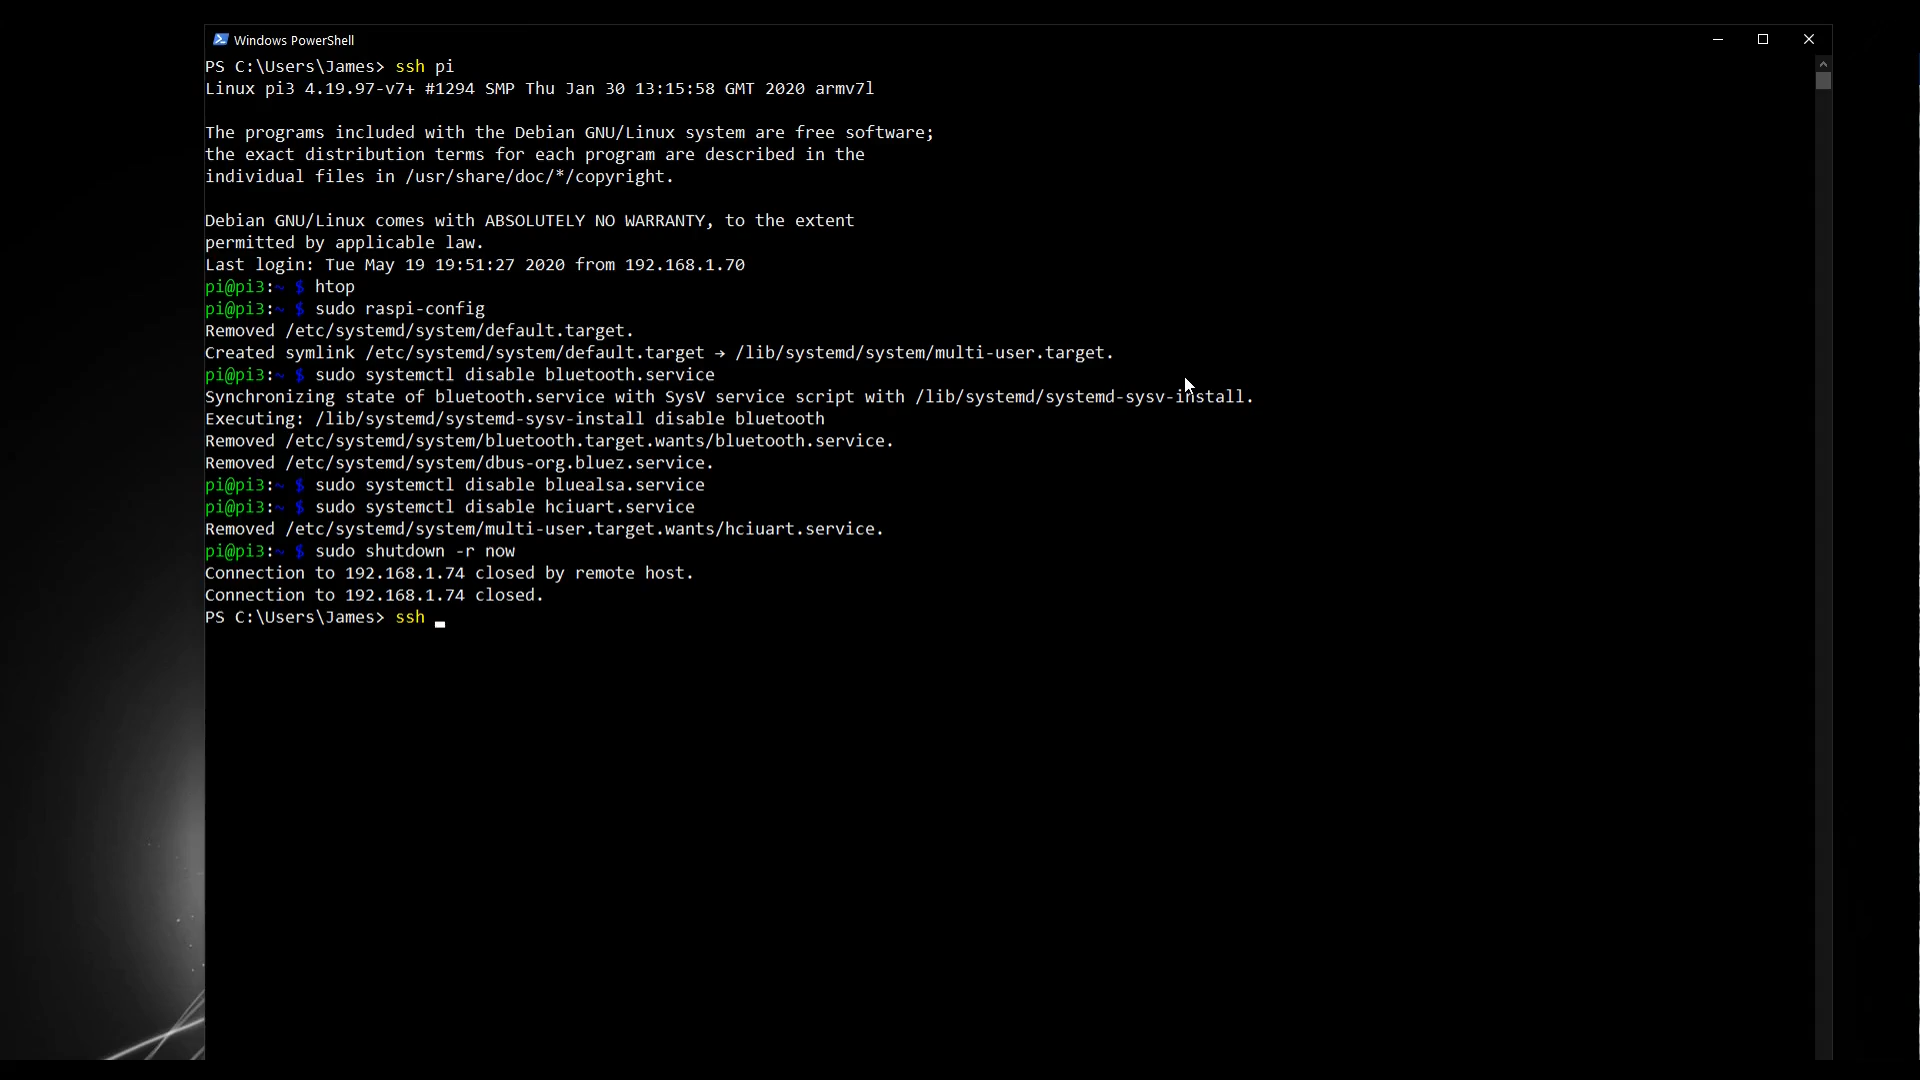 Windows PowerShell
PS C:\Users\James> ssh pi
Linux pi3 4.19.97-v7+ #1294 SMP Thu Jan 30 13:15:58 GMT 2020 armv7l
The programs included with the Debian GNU/Linux system are free software;
the exact distribution terms for each program are described in the
individual files in /usr/share/doc/*/copyright.
Debian GNU/Linux comes with ABSOLUTELY NO WARRANTY, to the extent
permitted by applicable law.
Last login: Tue May 19 19:51:27 2020 from 192.168.1.70
pi@pi3:~ $ htop
pi@pi3:~ $ sudo raspi-config
Removed /etc/systemd/system/default.target.
Created symlink /etc/systemd/system/default.target → /lib/systemd/system/multi-user.target.
pi@pi3:~ $ sudo systemctl disable bluetooth.service
Synchronizing state of bluetooth.service with SysV service script with /lib/systemd/systemd-sysv-install.
Executing: /lib/systemd/systemd-sysv-install disable bluetooth
Removed /etc/systemd/system/bluetooth.target.wants/bluetooth.service.
Removed /etc/systemd/system/dbus-org.bluez.service.
pi@pi3:~ $ sudo systemctl disable bluealsa.service
pi@pi3:~ $ sudo systemctl disable hciuart.service
Removed /etc/systemd/system/multi-user.target.wants/hciuart.service.
pi@pi3:~ $ sudo shutdown -r now
Connection to 192.168.1.74 closed by remote host.
Connection to 192.168.1.74 closed.
PS C:\Users\James> ssh